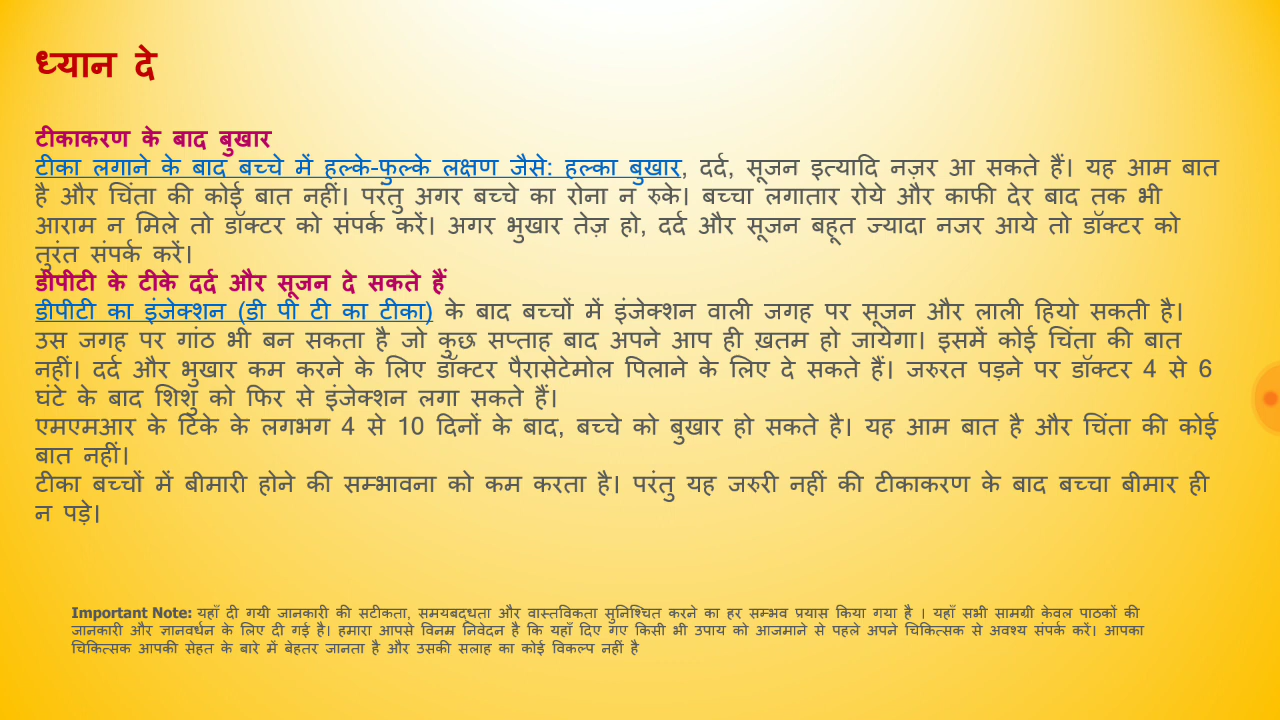 ध्यान दे
टीकाकरण के बाद बुखार
टीका लगाने के बाद बच्चे में हल्के-फुल्के लक्षण जैसे: हल्का बुखार, दर्द, सूजन इत्यादि नज़र आ सकते हैं। यह आम बात
है और चिंता की कोई बात नहीं। परंतु अगर बच्चे का रोना न रुके। बच्चा लगातार रोये और काफी देर बाद तक भी
आराम न मिले तो डॉक्टर को संपर्क करें। अगर भुखार तेज़ हो, दर्द और सूजन बहूत ज्यादा नजर आये तो डॉक्टर को
तुरंत संपर्क करें।
डीपीटी के टीके दर्द और सूजन दे सकते हैं
डीपीटी का इंजेक्शन (डी पी टी का टीका) के बाद बच्चों में इंजेक्शन वाली जगह पर सूजन और लाली हियो सकती है।
उस जगह पर गांठ भी बन सकता है जो कुछ सप्ताह बाद अपने आप ही ख़तम हो जायेगा। इसमें कोई चिंता की बात
नहीं। दर्द और भुखार कम करने के लिए डॉक्टर पैरासेटेमोल पिलाने के लिए दे सकते हैं। जरुरत पड़ने पर डॉक्टर 4 से 6
घंटे के बाद शिशु को फिर से इंजेक्शन लगा सकते हैं।
एमएमआर के टिके के लगभग 4 से 10 दिनों के बाद, बच्चे को बुखार हो सकते है। यह आम बात है और चिंता की कोई
बात नहीं।
टीका बच्चों में बीमारी होने की सम्भावना को कम करता है। परंतु यह जरुरी नहीं की टीकाकरण के बाद बच्चा बीमार ही
न पड़े।
Important Note: यहाँ दी गयी जानकारी की सटीकता, समयबद्धता और वास्तविकता सुनिश्चित करने का हर सम्भव प्रयास किया गया है । यहाँ सभी सामग्री केवल पाठकों की
जानकारी और ज्ञानवर्धन के लिए दी गई है। हमारा आपसे विनम्र निवेदन है कि यहाँ दिए गए किसी भी उपाय को आजमाने से पहले अपने चिकित्सक से अवश्य संपर्क करें। आपका
चिकित्सक आपकी सेहत के बारे में बेहतर जानता है और उसकी सलाह का कोई विकल्प नहीं है